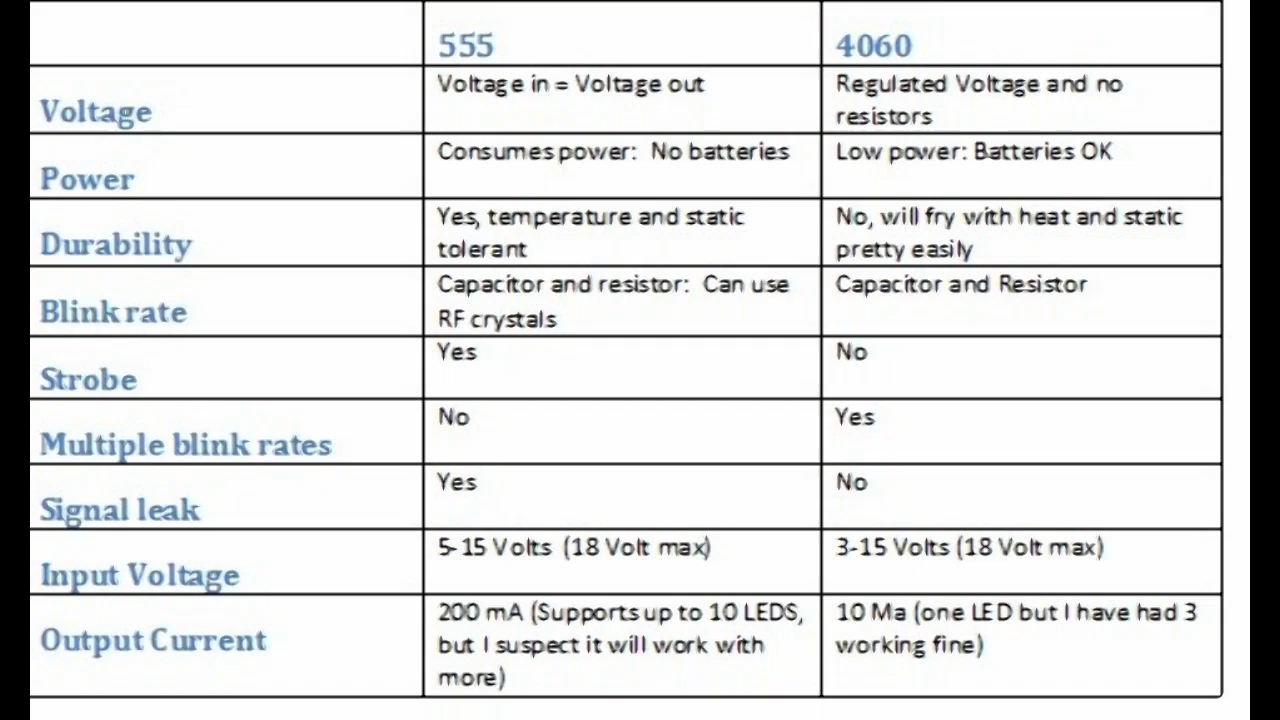 555
4060
Voltage
Voltage in = Voltage out
Regulated Voltage and no
resistors
Power
Consumes power: No batteries
Low power: Batteries OK
Durability
Yes, temperature and static
tolerant
No, will fry with heat and static
pretty easily
Blink rate
Capacitor and resistor: Can use
RF crystals
Capacitor and Resistor
Strobe
Yes
No
Multiple blink rates
No
Yes
Signal leak
Yes
No
Input Voltage
5-15 Volts (18 Volt max)
3-15 Volts (18 Volt max)
Output Current
200 mA (Supports up to 10 LEDS,
but I suspect it will work with
more)
10 Ma (one LED but I have had 3
working fine)